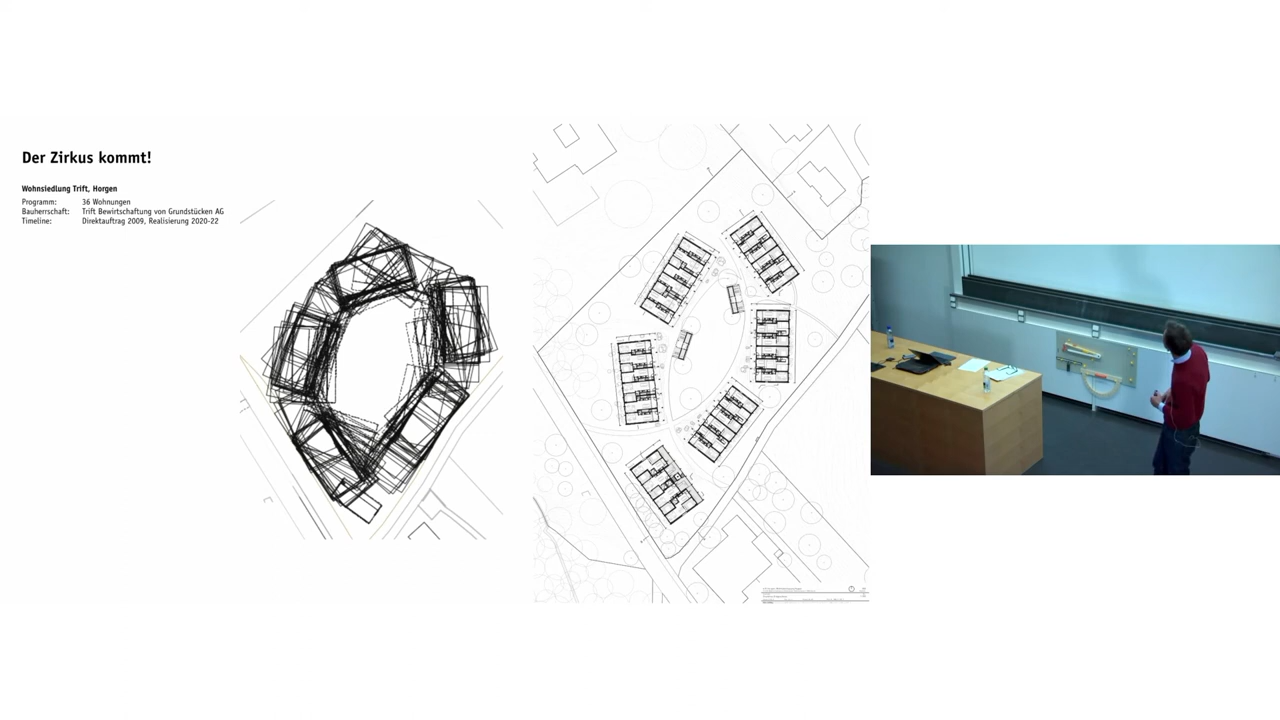 Der Zirkus kommt!
Wohnsiedlung Trift, Horgen
Programm: 36 Wohnungen
Bauherrschaft: Trift Bewirtschaftung von Grundstücken AG
Timeline: Direktauftrag 2009, Realisierung 2020-22